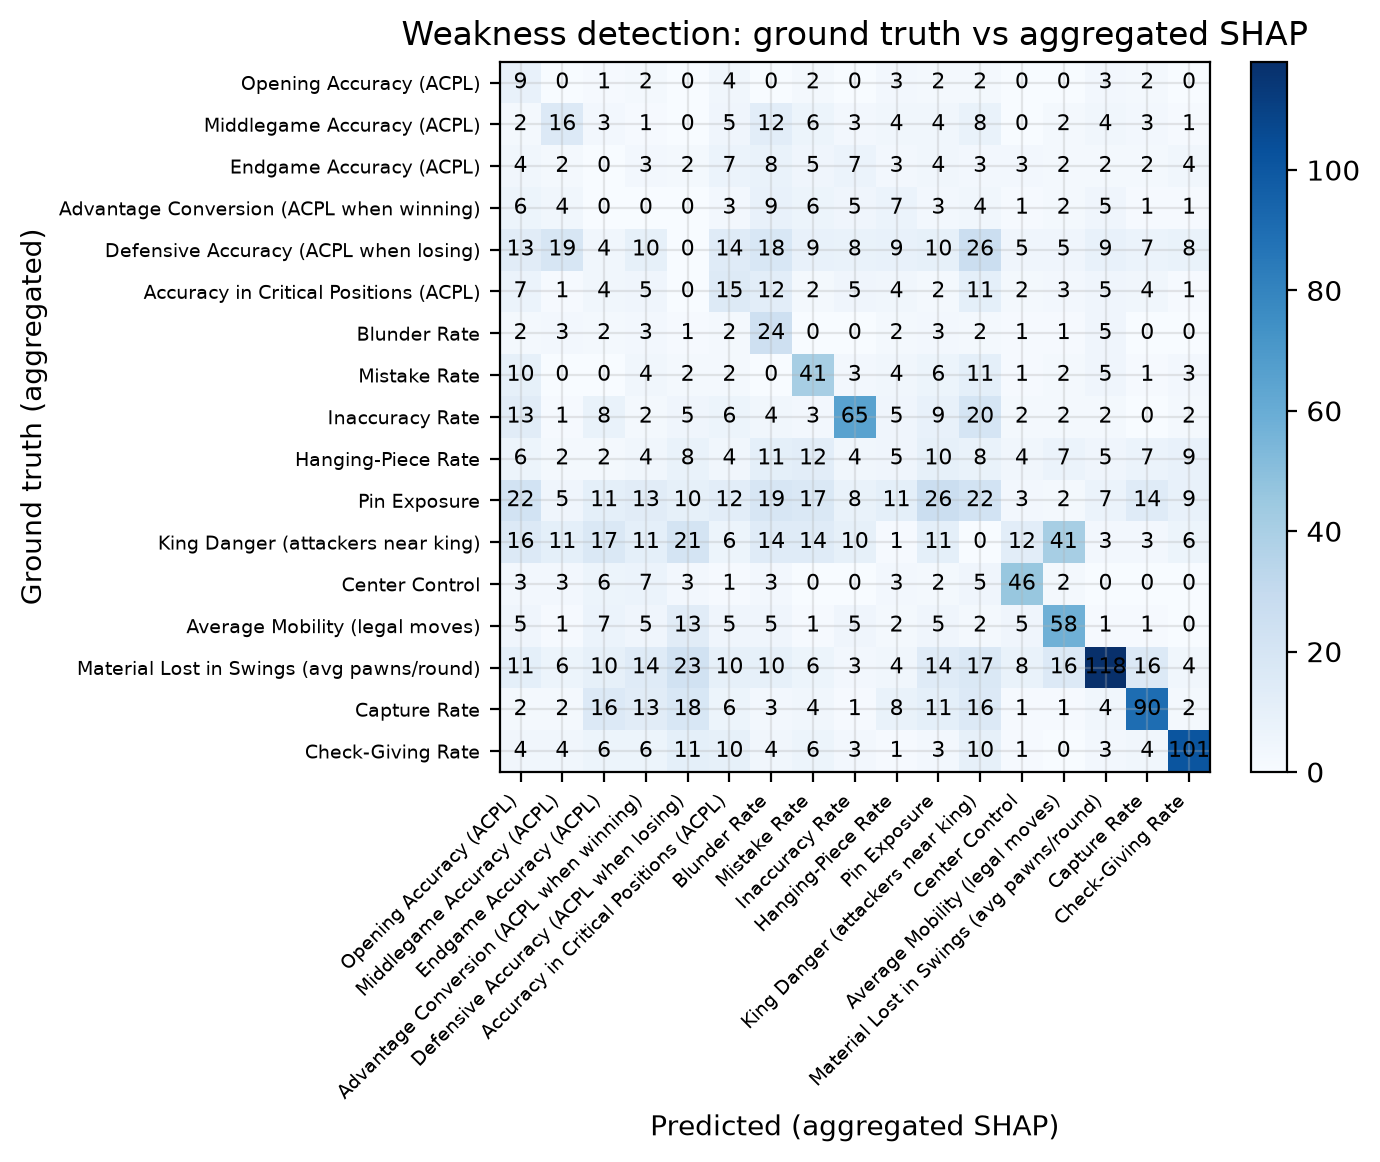 Weakness detection: ground truth vs aggregated SHAP
Ground truth (aggregated)
Opening Accuracy (ACPL) 9 0 1 2 0 4 0 2 0 3 2 2 0 0 3 2 0
Middlegame Accuracy (ACPL) 2 16 3 1 0 5 12 6 3 4 4 8 0 2 4 3 1
Endgame Accuracy (ACPL) 4 2 0 3 2 7 8 5 7 3 4 3 3 2 2 2 4
Advantage Conversion (ACPL when winning) 6 4 0 0 0 3 9 6 5 7 3 4 1 2 5 1 1
Defensive Accuracy (ACPL when losing) 13 19 4 10 0 14 18 9 8 9 10 26 5 5 9 7 8
Accuracy in Critical Positions (ACPL) 7 1 4 5 0 15 12 2 5 4 2 11 2 3 5 4 1
Blunder Rate 2 3 2 3 1 2 24 0 0 2 3 2 1 1 5 0 0
Mistake Rate 10 0 0 4 2 2 0 41 3 4 6 11 1 2 5 1 3
Inaccuracy Rate 13 1 8 2 5 6 4 3 65 5 9 20 2 2 2 0 2
Hanging-Piece Rate 6 2 2 4 8 4 11 12 4 5 10 8 4 7 5 7 9
Pin Exposure 22 5 11 13 10 12 19 17 8 11 26 22 3 2 7 14 9
King Danger (attackers near king) 16 11 17 11 21 6 14 14 10 1 11 0 12 41 3 3 6
Center Control 3 3 6 7 3 1 3 0 0 3 2 5 46 2 0 0 0
Average Mobility (legal moves) 5 1 7 5 13 5 5 1 5 2 5 2 5 58 1 1 0
Material Lost in Swings (avg pawns/round) 11 6 10 14 23 10 10 6 3 4 14 17 8 16 118 16 4
Capture Rate 2 2 16 13 18 6 3 4 1 8 11 16 1 1 4 90 2
Check-Giving Rate 4 4 6 6 11 10 4 6 3 1 3 10 1 0 3 4 101
Opening Accuracy (ACPL)
Middlegame Accuracy (ACPL)
Endgame Accuracy (ACPL)
Advantage Conversion (ACPL when winning)
Defensive Accuracy (ACPL when losing)
Accuracy in Critical Positions (ACPL)
Blunder Rate
Mistake Rate
Inaccuracy Rate
Hanging-Piece Rate
Pin Exposure
King Danger (attackers near king)
Center Control
Average Mobility (legal moves)
Material Lost in Swings (avg pawns/round)
Capture Rate
Check-Giving Rate
Predicted (aggregated SHAP)
100
80
60
40
20
0